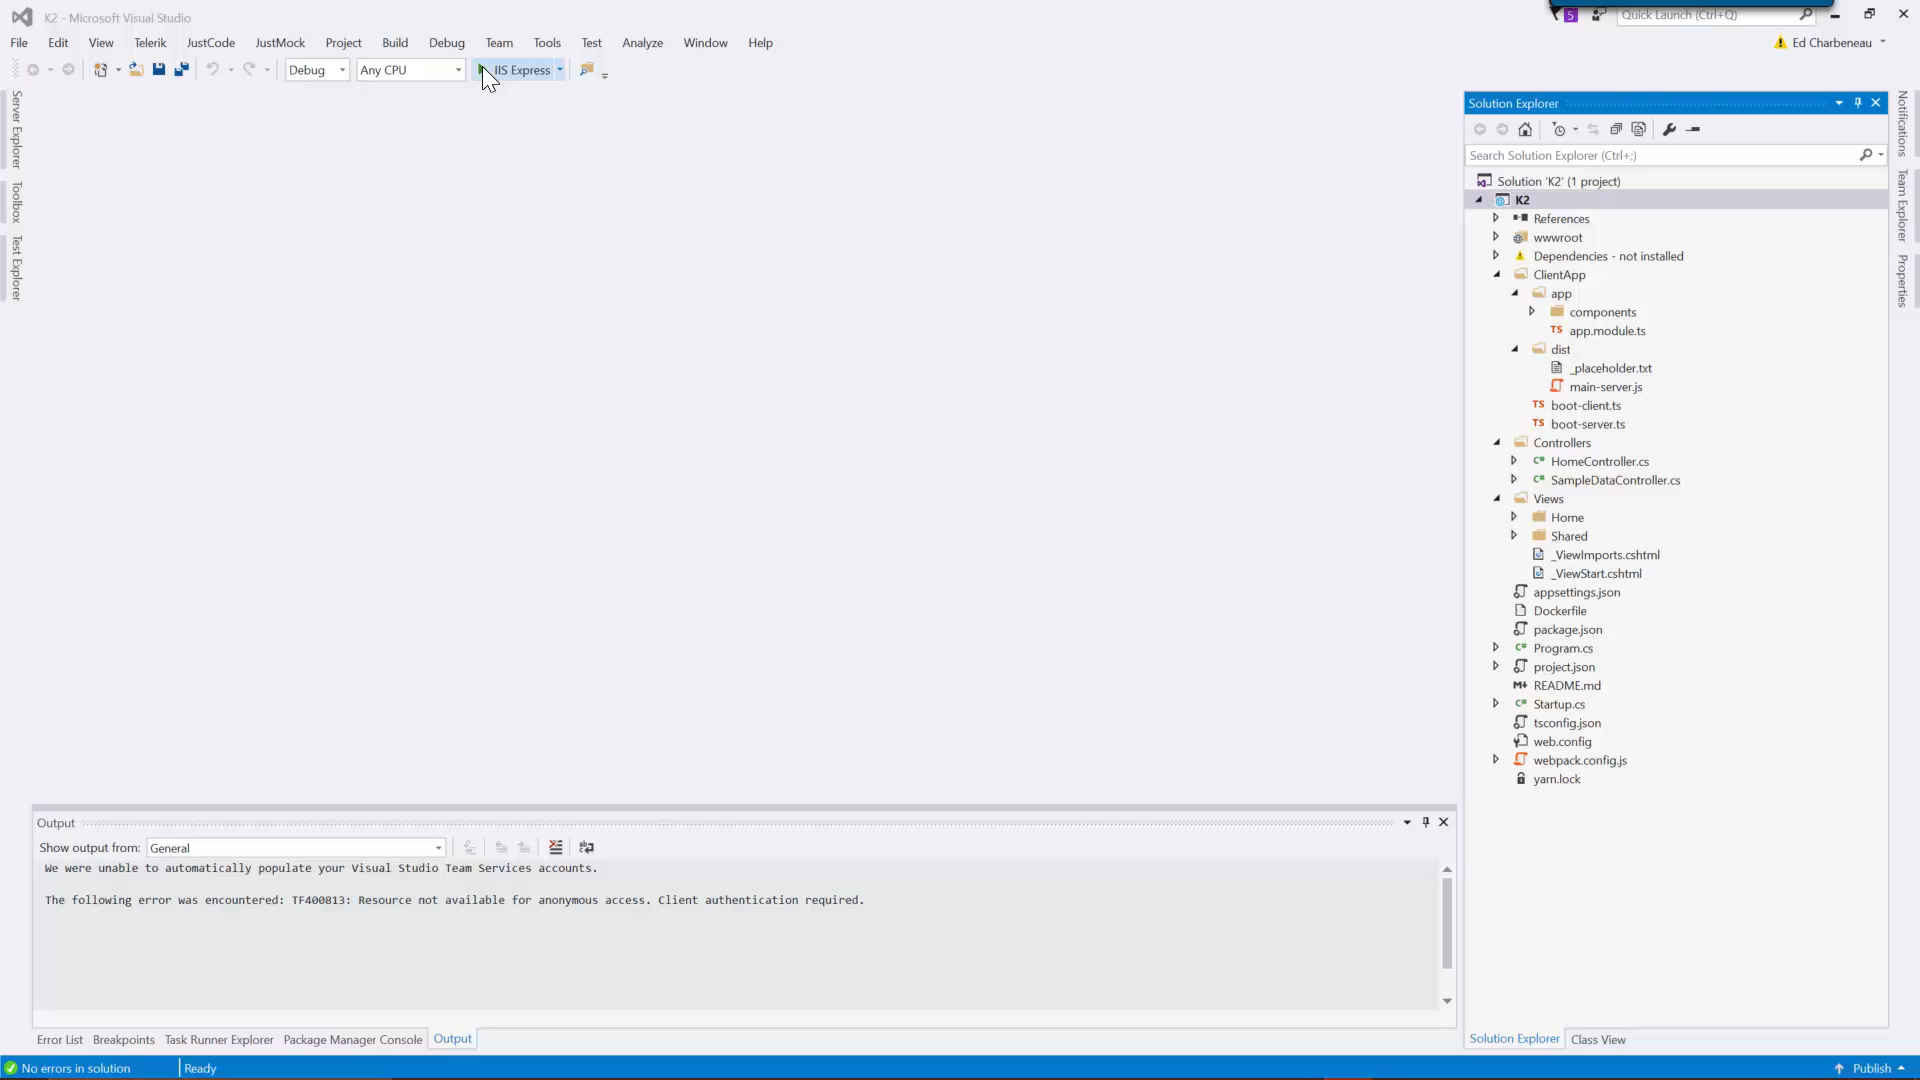 K2 - Microsoft Visual Studio
5
Quick Launch (Ctrl+Q)
File Edit View Telerik JustCode JustMock Project Build Debug Team Tools Test Analyze Window Help
Ed Charbeneau
Debug Any CPU IIS Express
Server Explorer
Toolbox
Test Explorer
Solution Explorer
Search Solution Explorer (Ctrl+;)
Solution 'K2' (1 project)
K2
References
wwwroot
Dependencies - not installed
ClientApp
app
components
TS app.module.ts
dist
_placeholder.txt
main-server.js
TS boot-client.ts
TS boot-server.ts
Controllers
C# HomeController.cs
C# SampleDataController.cs
Views
Home
Shared
_ViewImports.cshtml
_ViewStart.cshtml
appsettings.json
Dockerfile
package.json
C# Program.cs
project.json
README.md
C# Startup.cs
tsconfig.json
web.config
webpack.config.js
yarn.lock
Notifications
Team Explorer
Properties
Output
Show output from: General
We were unable to automatically populate your Visual Studio Team Services accounts.
The following error was encountered: TF400813: Resource not available for anonymous access. Client authentication required.
Error List Breakpoints Task Runner Explorer Package Manager Console Output
Solution Explorer Class View
No errors in solution Ready
Publish